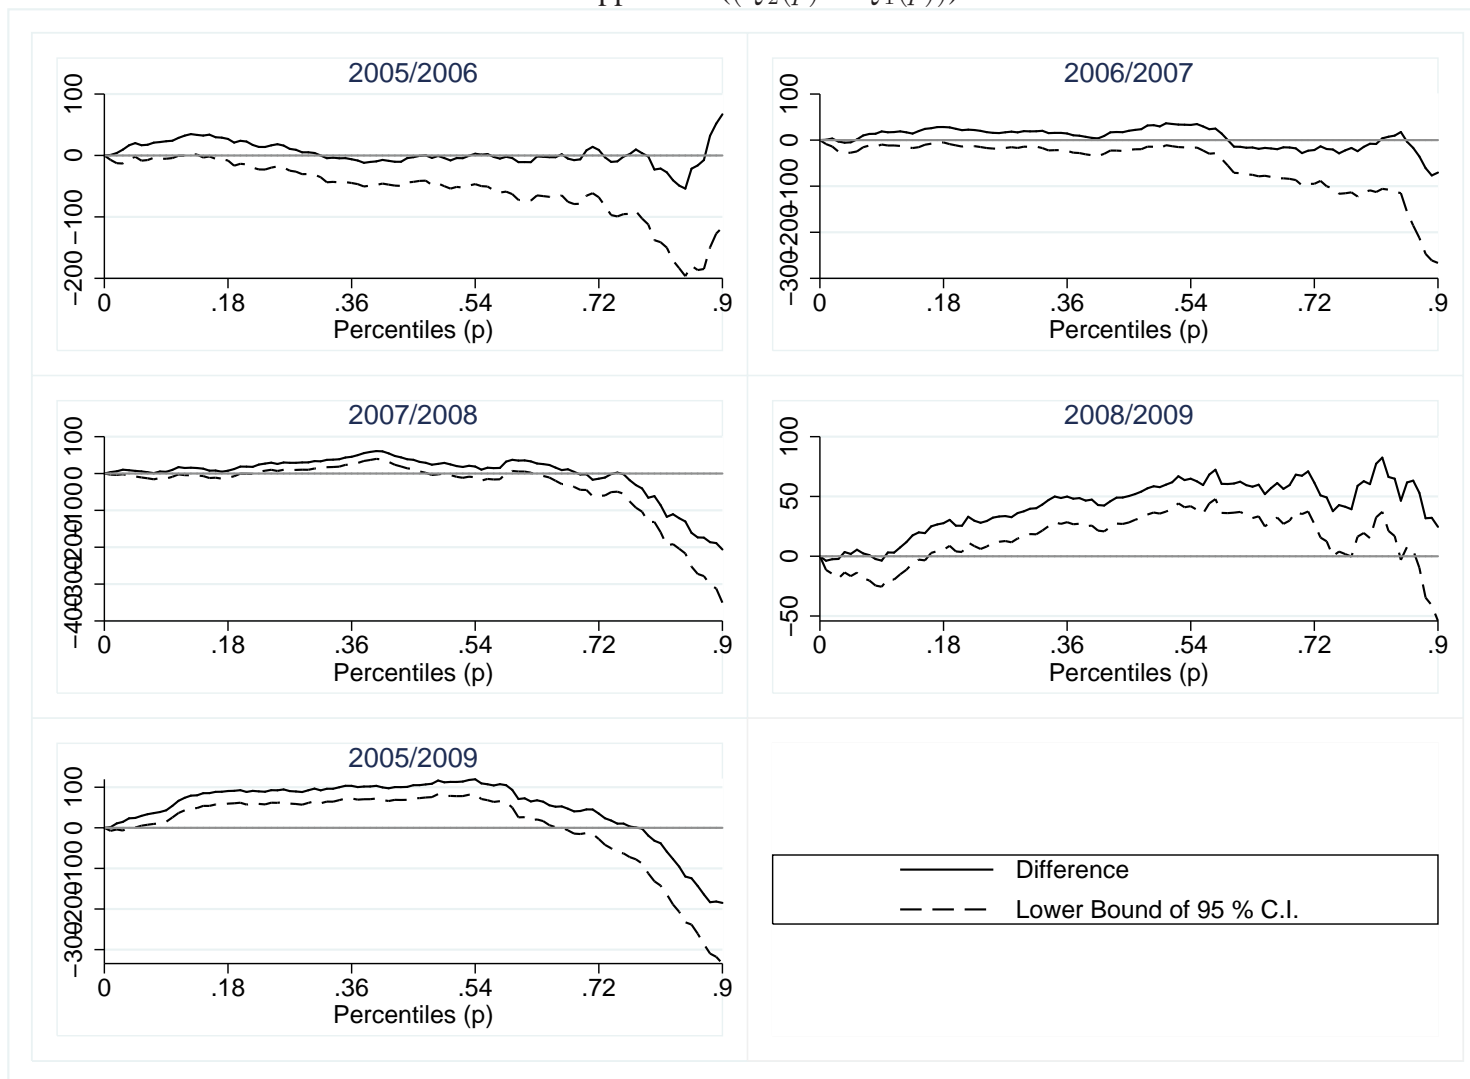 2005/2006
100
0
−100
−200
0 .18 .36 .54 .72 .9
Percentiles (p)
2006/2007
100
0
−100
−200
−300
0 .18 .36 .54 .72 .9
Percentiles (p)
2007/2008
100
0
−100
−200
−300
−400
0 .18 .36 .54 .72 .9
Percentiles (p)
2008/2009
100
50
0
−50
0 .18 .36 .54 .72 .9
Percentiles (p)
2005/2009
100
0
−100
−200
−300
0 .18 .36 .54 .72 .9
Percentiles (p)
Difference
Lower Bound of 95 % C.I.